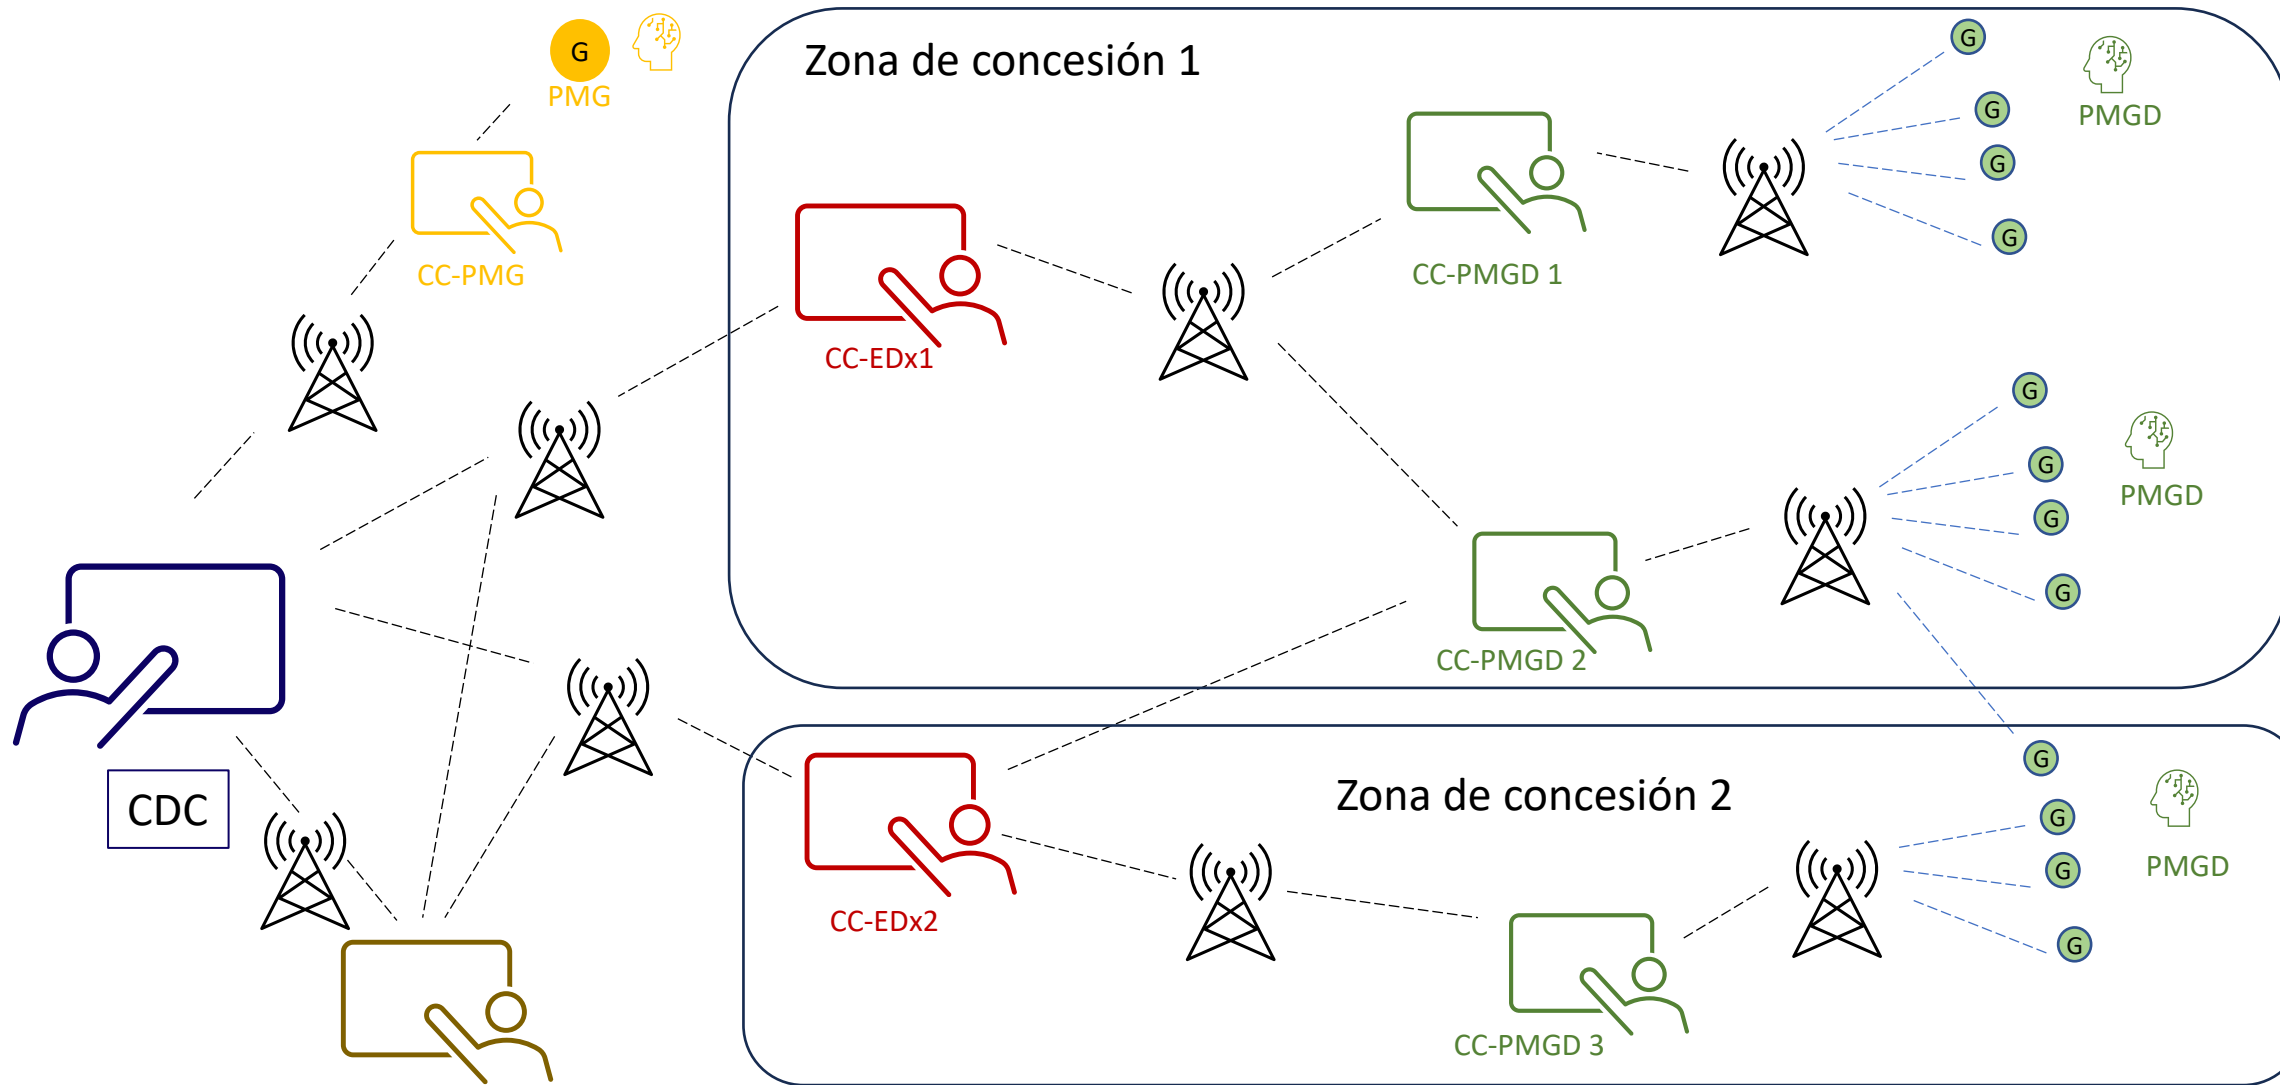 G
PMG
CC-PMG
Zona de concesión 1
CC-EDx1
CC-PMGD 1
G
G
G
G
PMGD
CC-PMGD 2
G
G
G
G
PMGD
CDC
Zona de concesión 2
CC-EDx2
CC-PMGD 3
G
G
G
G
PMGD